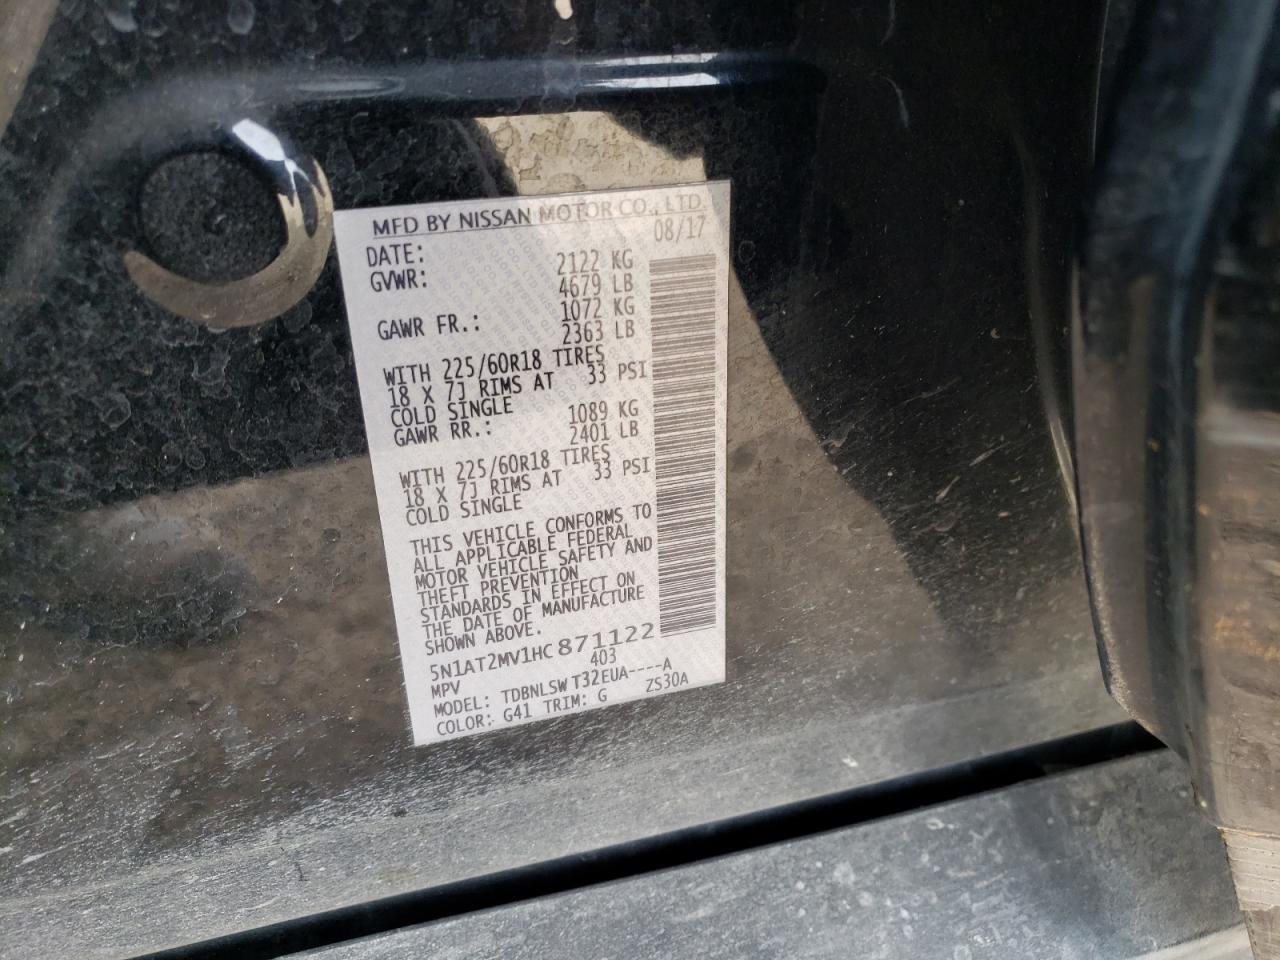 MFD BY NISSAN MOTOR CO., LTD.
DATE: 08/17
GVWR: 2122 KG
4679 LB
GAWR FR.: 1072 KG
2363 LB
WITH 225/60R18 TIRES
18 X 7J RIMS AT 33 PSI
COLD SINGLE
GAWR RR.: 1089 KG
2401 LB
WITH 225/60R18 TIRES
18 X 7J RIMS AT 33 PSI
COLD SINGLE
THIS VEHICLE CONFORMS TO
ALL APPLICABLE FEDERAL
MOTOR VEHICLE SAFETY AND
THEFT PREVENTION
STANDARDS IN EFFECT ON
THE DATE OF MANUFACTURE
SHOWN ABOVE.
5N1AT2MV1HC871122
MPV 403
MODEL: TDBNLSW T32EUA----A
COLOR: G41 TRIM: G ZS30A